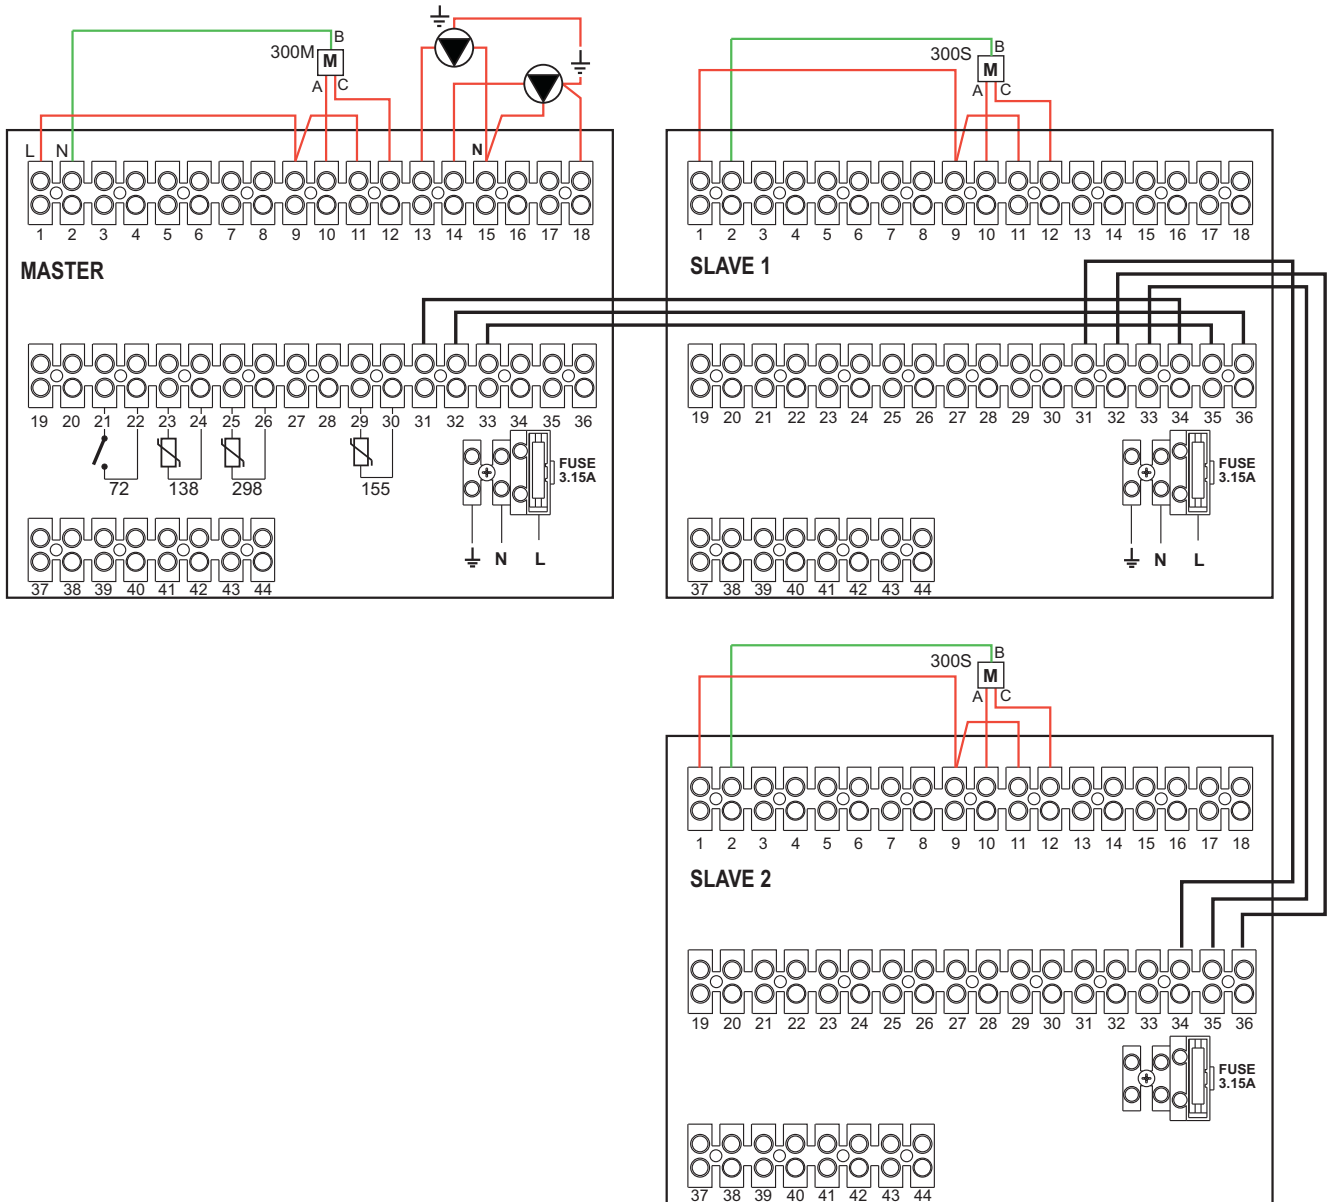 B
300M
M
A C
L N N
1 2 3 4 5 6 7 8 9 10 11 12 13 14 15 16 17 18
MASTER
19 20 21 22 23 24 25 26 27 28 29 30 31 32 33 34 35 36
72 138 298 155
FUSE
3.15A
N L
37 38 39 40 41 42 43 44
B
300S
M
A C
1 2 3 4 5 6 7 8 9 10 11 12 13 14 15 16 17 18
SLAVE 1
19 20 21 22 23 24 25 26 27 28 29 30 31 32 33 34 35 36
FUSE
3.15A
N L
37 38 39 40 41 42 43 44
B
300S
M
A C
1 2 3 4 5 6 7 8 9 10 11 12 13 14 15 16 17 18
SLAVE 2
19 20 21 22 23 24 25 26 27 28 29 30 31 32 33 34 35 36
FUSE
3.15A
37 38 39 40 41 42 43 44